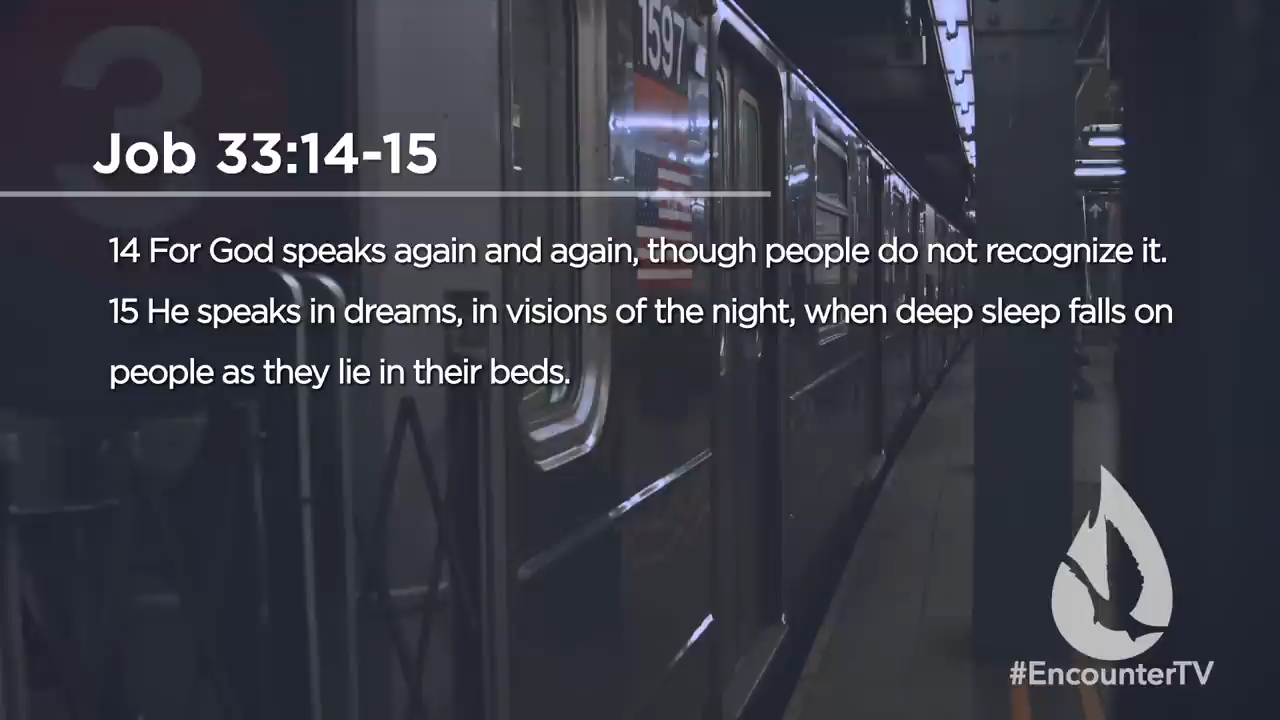 3
1597
Job 33:14-15
14 For God speaks again and again, though people do not recognize it.
15 He speaks in dreams, in visions of the night, when deep sleep falls on
people as they lie in their beds.
#EncounterTV